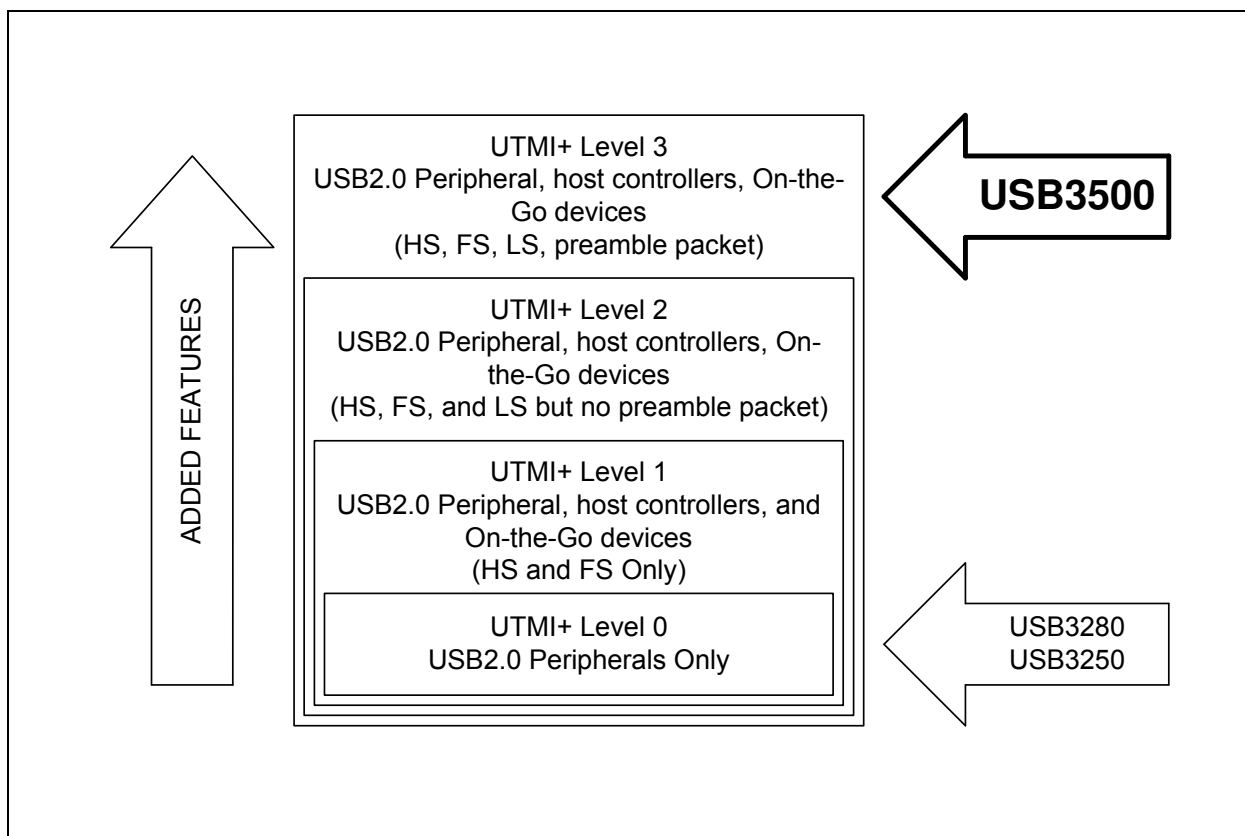 UTMI+ Level 3
USB2.0 Peripheral, host controllers, On-the-
Go devices
(HS, FS, LS, preamble packet)
USB3500
ADDED FEATURES
UTMI+ Level 2
USB2.0 Peripheral, host controllers, On-
the-Go devices
(HS, FS, and LS but no preamble packet)
UTMI+ Level 1
USB2.0 Peripheral, host controllers, and
On-the-Go devices
(HS and FS Only)
UTMI+ Level 0
USB2.0 Peripherals Only
USB3280
USB3250